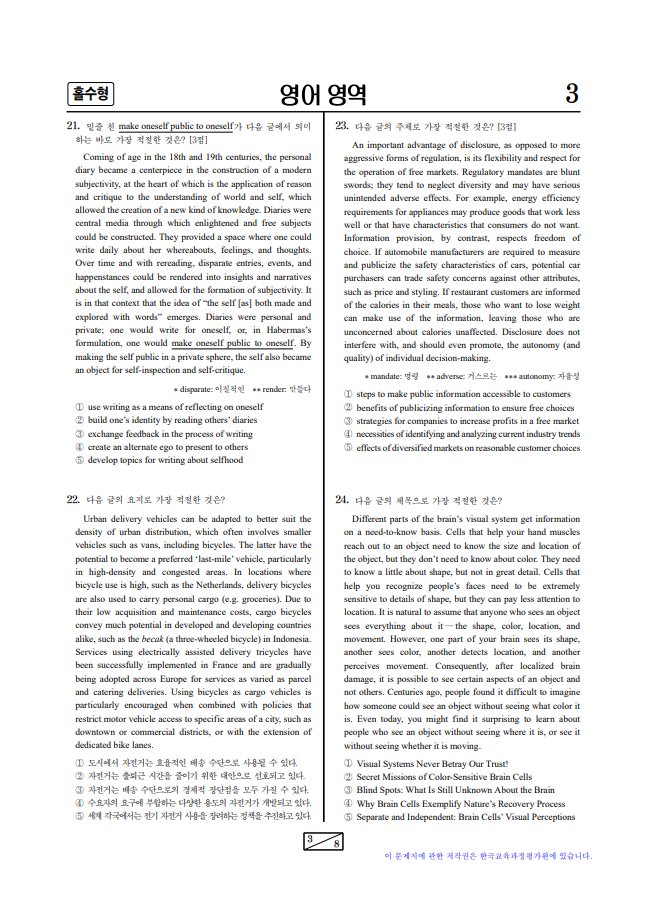 홀수형
영어 영역
3
21. 밑줄 친 make oneself public to oneself가 다음 글에서 의미
하는 바로 가장 적절한 것은? [3점]
Coming of age in the 18th and 19th centuries, the personal
diary became a centerpiece in the construction of a modern
subjectivity, at the heart of which is the application of reason
and critique to the understanding of world and self, which
allowed the creation of a new kind of knowledge. Diaries were
central media through which enlightened and free subjects
could be constructed. They provided a space where one could
write daily about her whereabouts, feelings, and thoughts.
Over time and with rereading, disparate entries, events, and
happenstances could be rendered into insights and narratives
about the self, and allowed for the formation of subjectivity. It
is in that context that the idea of “the self [as] both made and
explored with words” emerges. Diaries were personal and
private; one would write for oneself, or, in Habermas’s
formulation, one would make oneself public to oneself. By
making the self public in a private sphere, the self also became
an object for self-inspection and self-critique.
* disparate: 이질적인 ** render: 만들다
① use writing as a means of reflecting on oneself
② build one’s identity by reading others’ diaries
③ exchange feedback in the process of writing
④ create an alternate ego to present to others
⑤ develop topics for writing about selfhood
22. 다음 글의 요지로 가장 적절한 것은?
Urban delivery vehicles can be adapted to better suit the
density of urban distribution, which often involves smaller
vehicles such as vans, including bicycles. The latter have the
potential to become a preferred ‘last-mile’ vehicle, particularly
in high-density and congested areas. In locations where
bicycle use is high, such as the Netherlands, delivery bicycles
are also used to carry personal cargo (e.g. groceries). Due to
their low acquisition and maintenance costs, cargo bicycles
convey much potential in developed and developing countries
alike, such as the becak (a three-wheeled bicycle) in Indonesia.
Services using electrically assisted delivery tricycles have
been successfully implemented in France and are gradually
being adopted across Europe for services as varied as parcel
and catering deliveries. Using bicycles as cargo vehicles is
particularly encouraged when combined with policies that
restrict motor vehicle access to specific areas of a city, such as
downtown or commercial districts, or with the extension of
dedicated bike lanes.
① 도시에서 자전거는 효율적인 배송 수단으로 사용될 수 있다.
② 자전거는 출퇴근 시간을 줄이기 위한 대안으로 선호되고 있다.
③ 자전거는 배송 수단으로의 경제적 장단점을 모두 가질 수 있다.
④ 수요자의 요구에 부합하는 다양한 용도의 자전거가 개발되고 있다.
⑤ 세계 각국에서는 전기 자전거 사용을 장려하는 정책을 추진하고 있다.
23. 다음 글의 주제로 가장 적절한 것은? [3점]
An important advantage of disclosure, as opposed to more
aggressive forms of regulation, is its flexibility and respect for
the operation of free markets. Regulatory mandates are blunt
swords; they tend to neglect diversity and may have serious
unintended adverse effects. For example, energy efficiency
requirements for appliances may produce goods that work less
well or that have characteristics that consumers do not want.
Information provision, by contrast, respects freedom of
choice. If automobile manufacturers are required to measure
and publicize the safety characteristics of cars, potential car
purchasers can trade safety concerns against other attributes,
such as price and styling. If restaurant customers are informed
of the calories in their meals, those who want to lose weight
can make use of the information, leaving those who are
unconcerned about calories unaffected. Disclosure does not
interfere with, and should even promote, the autonomy (and
quality) of individual decision-making.
* mandate: 명령 ** adverse: 거스르는 *** autonomy: 자율성
① steps to make public information accessible to customers
② benefits of publicizing information to ensure free choices
③ strategies for companies to increase profits in a free market
④ necessities of identifying and analyzing current industry trends
⑤ effects of diversified markets on reasonable customer choices
24. 다음 글의 제목으로 가장 적절한 것은?
Different parts of the brain’s visual system get information
on a need-to-know basis. Cells that help your hand muscles
reach out to an object need to know the size and location of
the object, but they don’t need to know about color. They need
to know a little about shape, but not in great detail. Cells that
help you recognize people’s faces need to be extremely
sensitive to details of shape, but they can pay less attention to
location. It is natural to assume that anyone who sees an object
sees everything about it — the shape, color, location, and
movement. However, one part of your brain sees its shape,
another sees color, another detects location, and another
perceives movement. Consequently, after localized brain
damage, it is possible to see certain aspects of an object and
not others. Centuries ago, people found it difficult to imagine
how someone could see an object without seeing what color it
is. Even today, you might find it surprising to learn about
people who see an object without seeing where it is, or see it
without seeing whether it is moving.
① Visual Systems Never Betray Our Trust!
② Secret Missions of Color-Sensitive Brain Cells
③ Blind Spots: What Is Still Unknown About the Brain
④ Why Brain Cells Exemplify Nature’s Recovery Process
⑤ Separate and Independent: Brain Cells’ Visual Perceptions
3
8
이 문제지에 관한 저작권은 한국교육과정평가원에 있습니다.